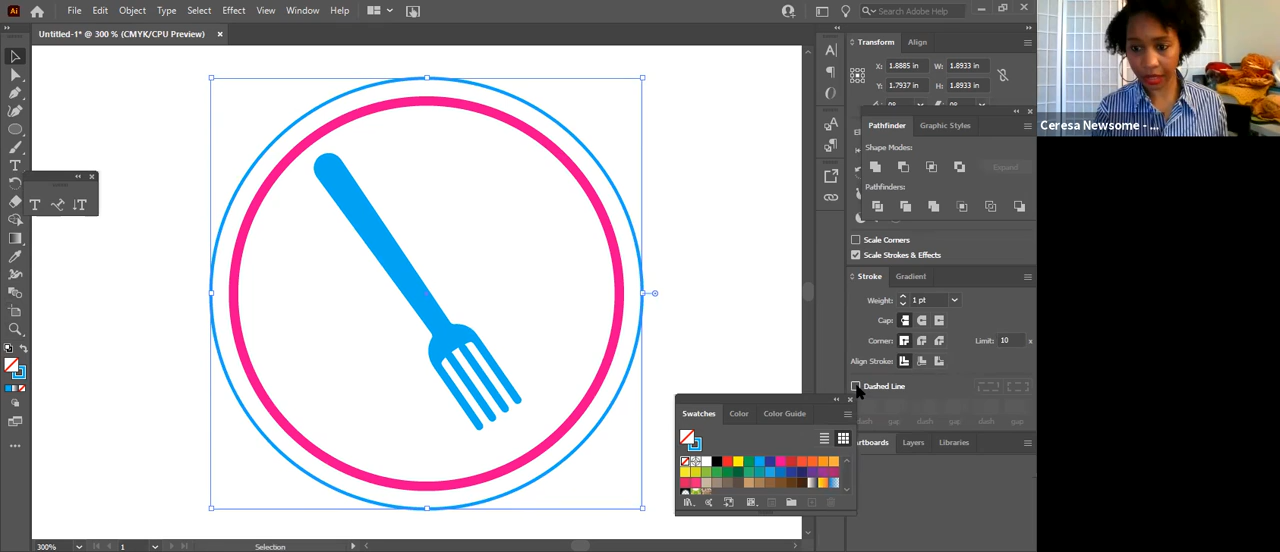 Ai
File Edit Object Type Select Effect View Window Help
Search Adobe Help
Untitled-1* @ 300 % (CMYK/CPU Preview) ×
Transform Align
X: 1.8885 in W: 1.8933 in
Y: 1.7937 in H: 1.8933 in
Pathfinder Graphic Styles
Shape Modes:
Expand
Pathfinders:
Scale Corners
Scale Strokes & Effects
Stroke Gradient
Weight: 1 pt
Cap:
Corner: Limit: 10 x
Align Stroke:
Dashed Line
dash gap dash gap dash gap
Swatches Color Color Guide
Artboards Layers Libraries
300% 1 Selection
Ceresa Newsome - ...